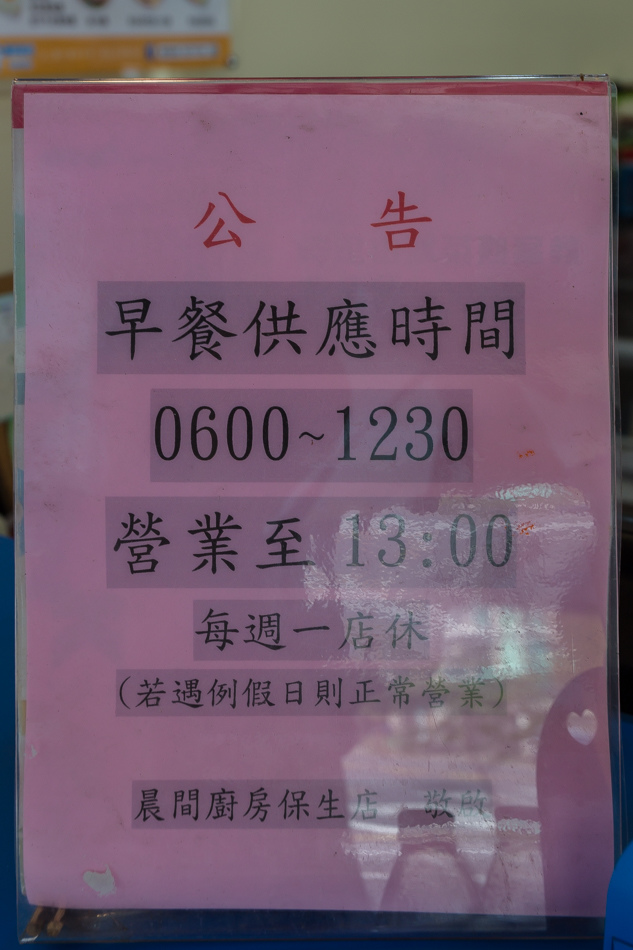 公 告
早餐供應時間
0600~1230
營業至 13:00
每週一店休
(若遇例假日則正常營業)
晨間廚房保生店 敬啟